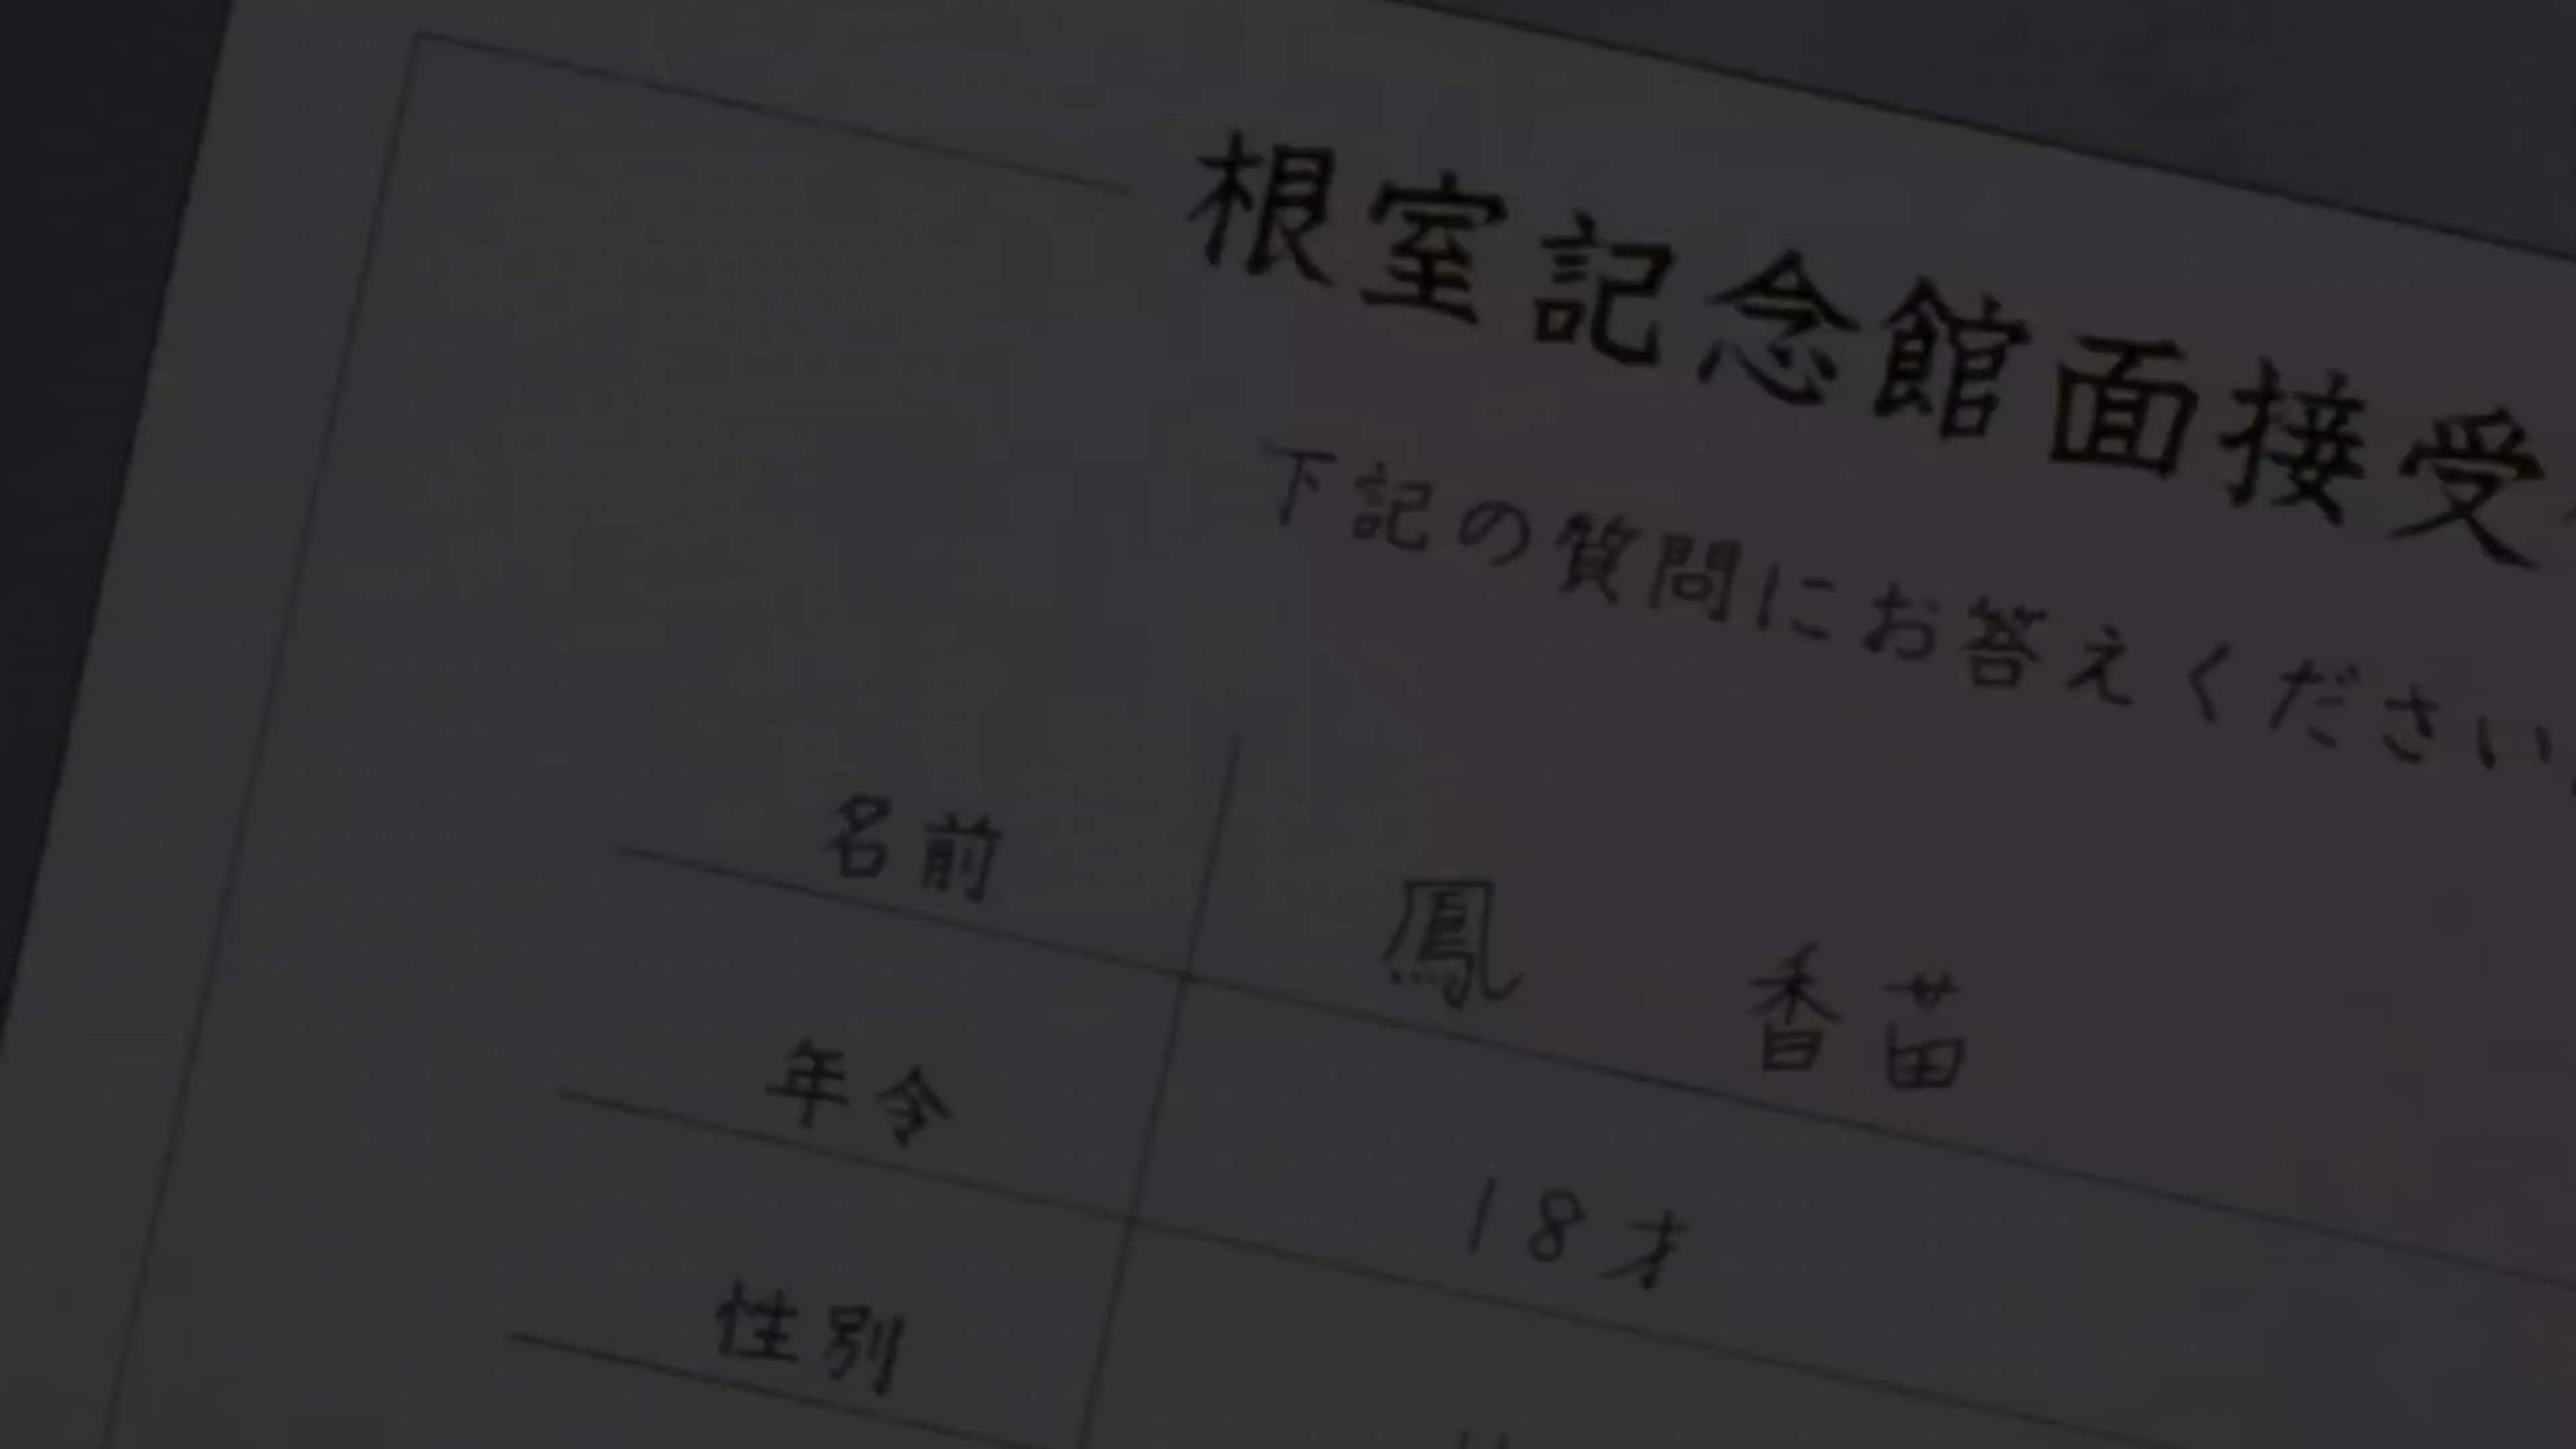 根室記念館面接受
下記の質問にお答えください。
名前 鳳 香苗
年令 18才
性別